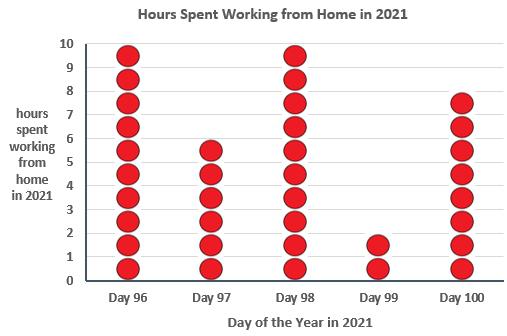 Hours Spent Working from Home in 2021
10
9
8
7
6
5
4
3
2
1
0
hours
spent
working
from
home
in 2021
Day 96 Day 97 Day 98 Day 99 Day 100
Day of the Year in 2021